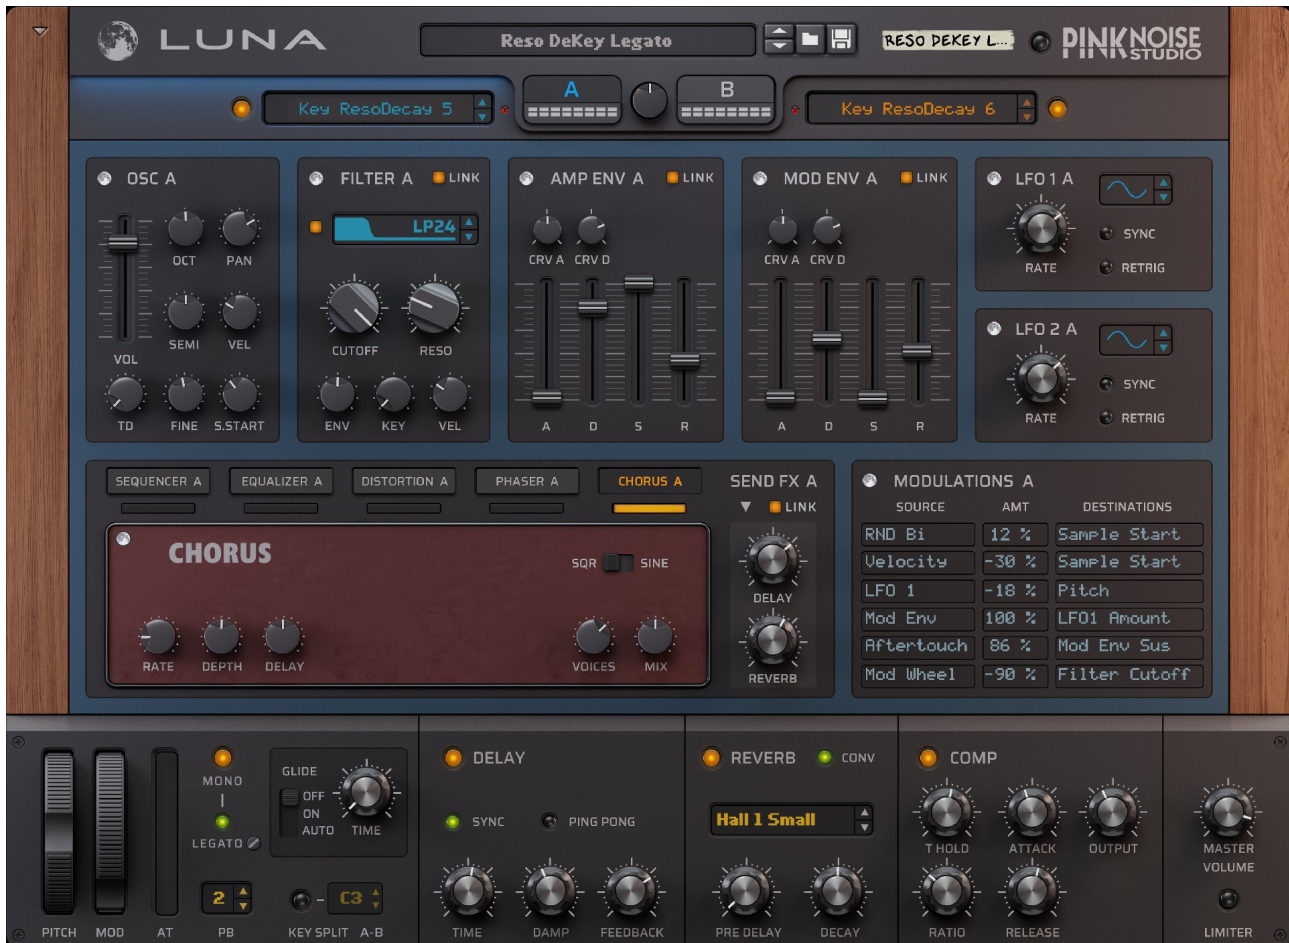 LUNA
Reso DeKey Legato
RESO DEKEY L...
PINKNOISE
STUDIO
Key ResoDecay 5
A
B
Key ResoDecay 6
OSC A
OCT
PAN
SEMI
VEL
VOL
TD
FINE
S.START
FILTER A
LINK
LP24
CUTOFF
RESO
ENV
KEY
VEL
AMP ENV A
LINK
CRV A
CRV D
A
D
S
R
MOD ENV A
LINK
CRV A
CRV D
A
D
S
R
LFO 1 A
SYNC
RATE
RETRIG
LFO 2 A
SYNC
RATE
RETRIG
SEQUENCER A
EQUALIZER A
DISTORTION A
PHASER A
CHORUS A
CHORUS
SQR
SINE
RATE
DEPTH
DELAY
VOICES
MIX
SEND FX A
LINK
DELAY
REVERB
MODULATIONS A
SOURCE AMT DESTINATIONS
RND Bi 12 % Sample Start
Velocity -30 % Sample Start
LFO 1 -18 % Pitch
Mod Env 100 % LFO1 Amount
Aftertouch 86 % Mod Env Sus
Mod Wheel -90 % Filter Cutoff
PITCH
MOD
AT
MONO
LEGATO
2
PB
GLIDE
OFF
ON
AUTO
TIME
C3
KEY SPLIT A-B
DELAY
SYNC
PING PONG
TIME
DAMP
FEEDBACK
REVERB
CONV
Hall 1 Small
PRE DELAY
DECAY
COMP
T HOLD
ATTACK
OUTPUT
RATIO
RELEASE
MASTER
VOLUME
LIMITER